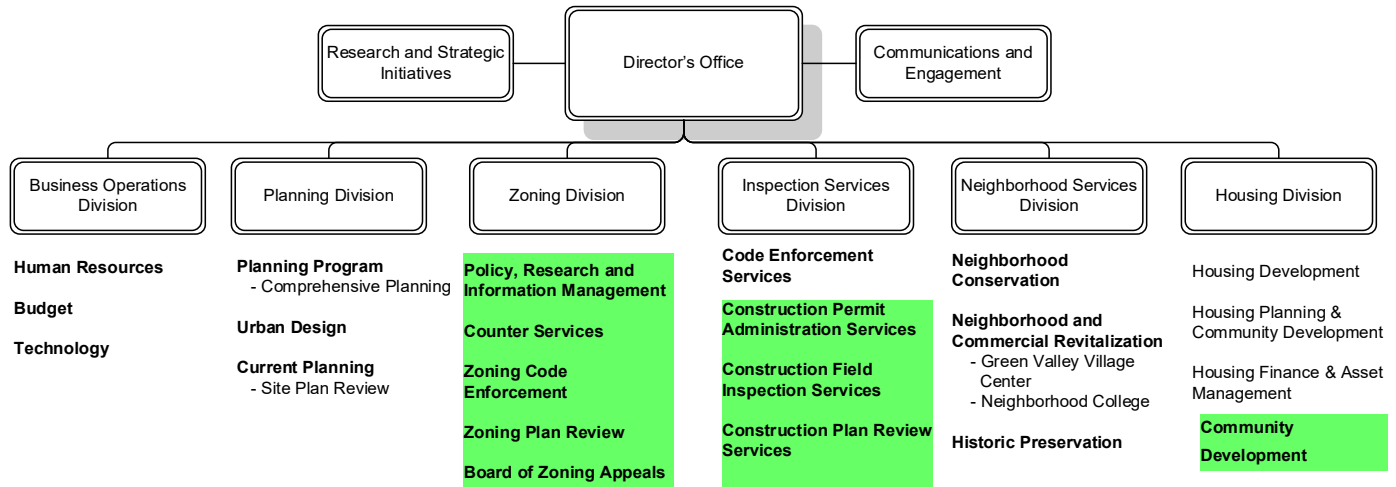 Research and Strategic
Initiatives
Director's Office
Communications and
Engagement
Business Operations
Division
Planning Division
Zoning Division
Inspection Services
Division
Neighborhood Services
Division
Housing Division
Human Resources
Budget
Technology
Planning Program
- Comprehensive Planning
Urban Design
Current Planning
- Site Plan Review
Policy, Research and
Information Management
Counter Services
Zoning Code
Enforcement
Zoning Plan Review
Board of Zoning Appeals
Code Enforcement
Services
Construction Permit
Administration Services
Construction Field
Inspection Services
Construction Plan Review
Services
Neighborhood
Conservation
Neighborhood and
Commercial Revitalization
- Green Valley Village
Center
- Neighborhood College
Historic Preservation
Housing Development
Housing Planning &
Community Development
Housing Finance & Asset
Management
Community
Development